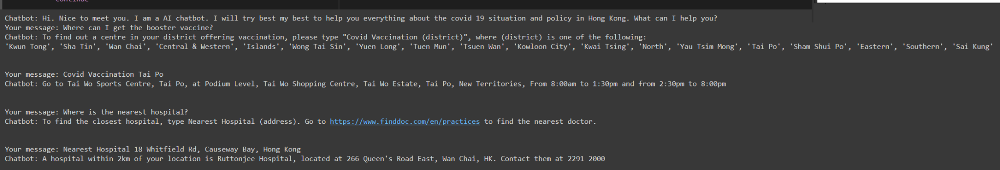 continue
Chatbot: Hi. Nice to meet you. I am a AI chatbot. I will try best my best to help you everything about the covid 19 situation and policy in Hong Kong. What can I help you?
Your message: Where can I get the booster vaccine?
Chatbot: To find out a centre in your district offering vaccination, please type "Covid Vaccination (district)", where (district) is one of the following:
'Kwun Tong', 'Sha Tin', 'Wan Chai', 'Central & Western', 'Islands', 'Wong Tai Sin', 'Yuen Long', 'Tuen Mun', 'Tsuen Wan', 'Kowloon City', 'Kwai Tsing', 'North', 'Yau Tsim Mong', 'Tai Po', 'Sham Shui Po', 'Eastern', 'Southern', 'Sai Kung'
Your message: Covid Vaccination Tai Po
Chatbot: Go to Tai Wo Sports Centre, Tai Po, at Podium Level, Tai Wo Shopping Centre, Tai Wo Estate, Tai Po, New Territories, From 8:00am to 1:30pm and from 2:30pm to 8:00pm
Your message: Where is the nearest hospital?
Chatbot: To find the closest hospital, type Nearest Hospital (address). Go to https://www.finddoc.com/en/practices to find the nearest doctor.
Your message: Nearest Hospital 18 Whitfield Rd, Causeway Bay, Hong Kong
Chatbot: A hospital within 2km of your location is Ruttonjee Hospital, located at 266 Queen's Road East, Wan Chai, HK. Contact them at 2291 2000